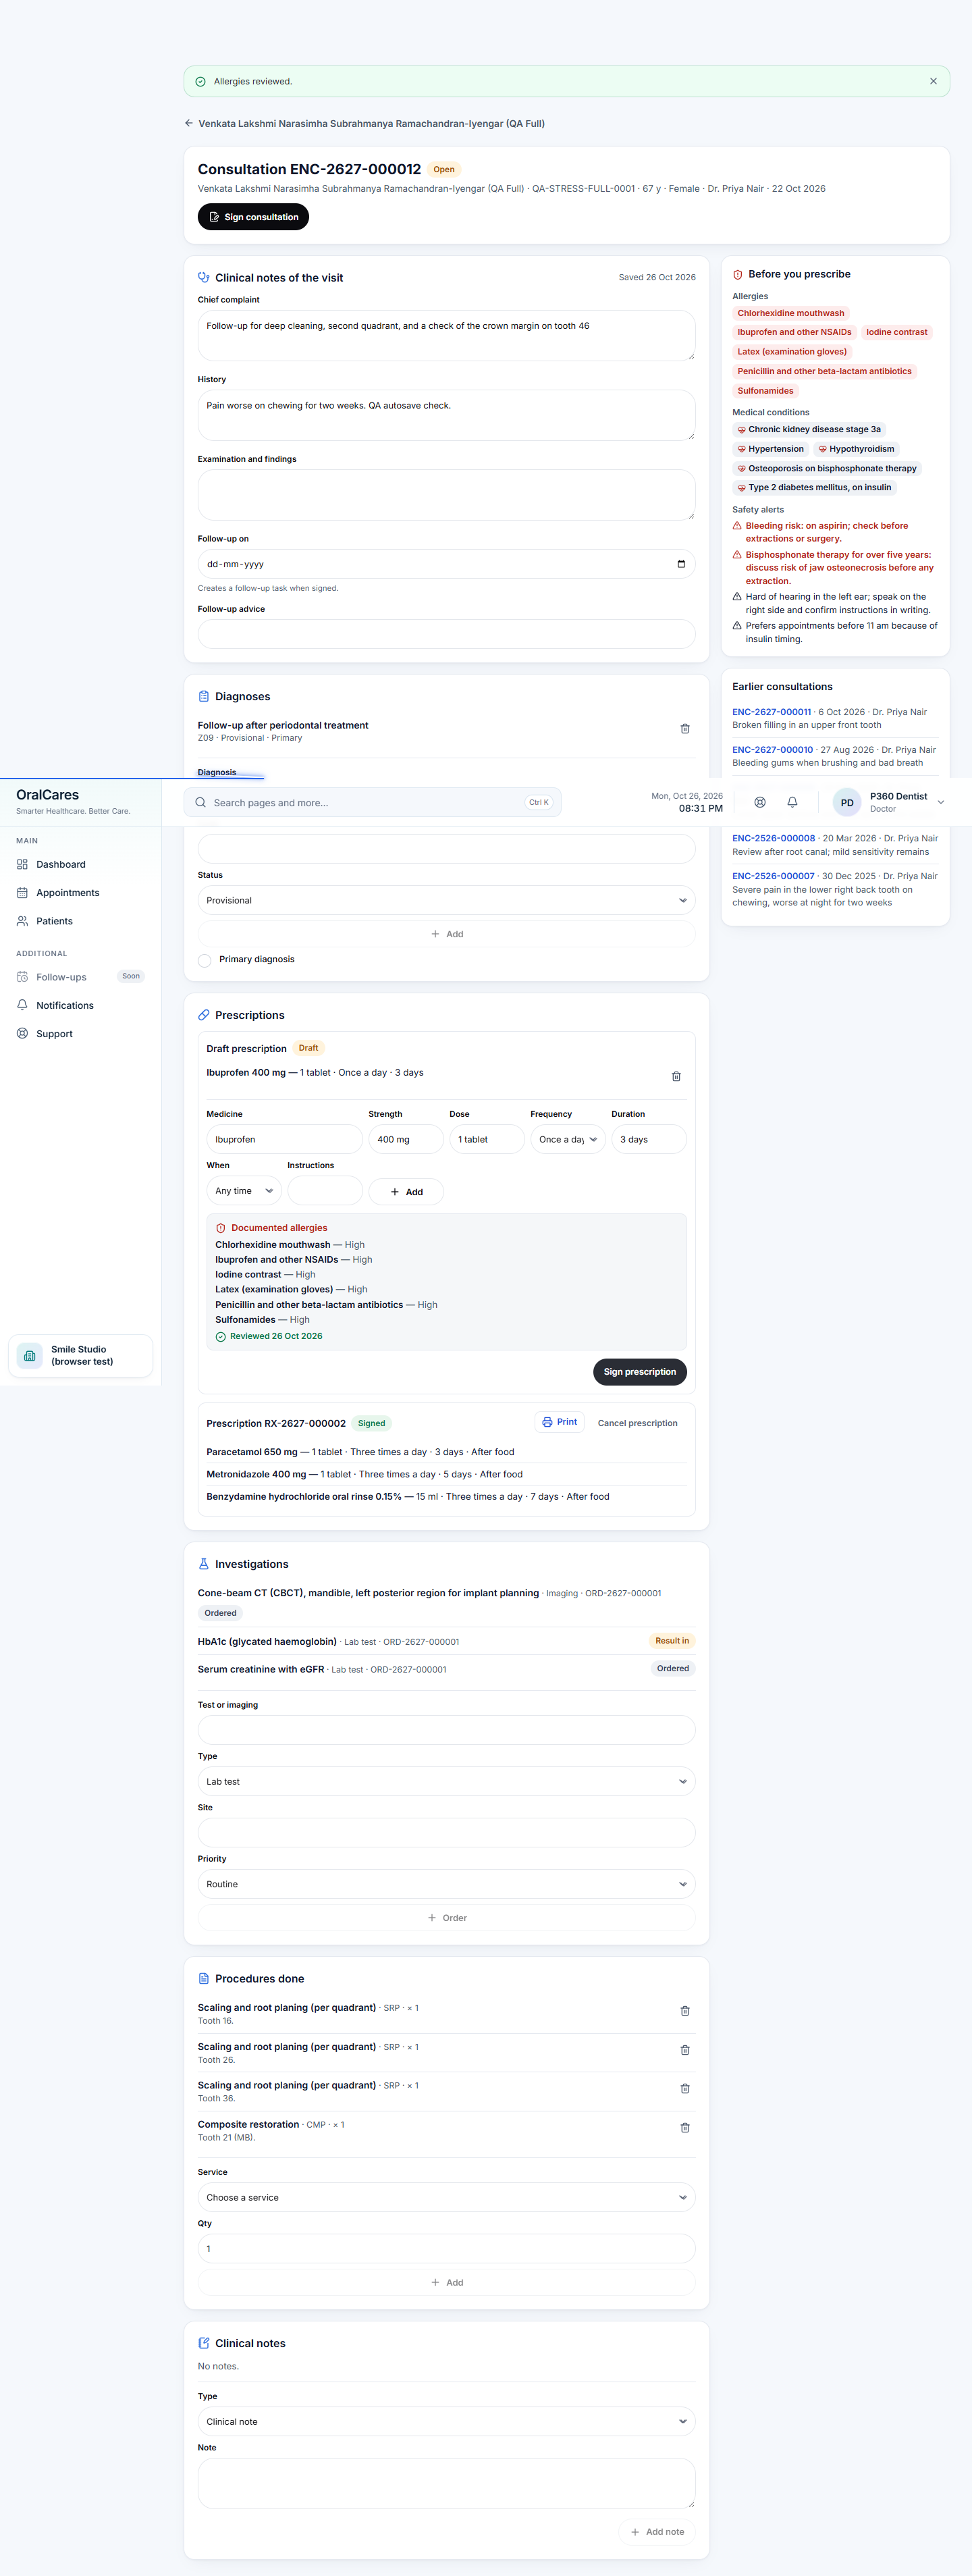 Allergies reviewed.
Venkata Lakshmi Narasimha Subrahmanya Ramachandran-Iyengar (QA Full)
Consultation ENC-2627-000012 Open
Venkata Lakshmi Narasimha Subrahmanya Ramachandran-Iyengar (QA Full) · QA-STRESS-FULL-0001 · 67 y · Female · Dr. Priya Nair · 22 Oct 2026
Sign consultation
Clinical notes of the visit
Saved 26 Oct 2026
Chief complaint
Follow-up for deep cleaning, second quadrant, and a check of the crown margin on tooth 46
History
Pain worse on chewing for two weeks. QA autosave check.
Examination and findings
Follow-up on
dd-mm-yyyy
Creates a follow-up task when signed.
Follow-up advice
Before you prescribe
Allergies
Chlorhexidine mouthwash
Ibuprofen and other NSAIDs Iodine contrast
Latex (examination gloves)
Penicillin and other beta-lactam antibiotics
Sulfonamides
Medical conditions
Chronic kidney disease stage 3a
Hypertension Hypothyroidism
Osteoporosis on bisphosphonate therapy
Type 2 diabetes mellitus, on insulin
Safety alerts
Bleeding risk: on aspirin; check before
extractions or surgery.
Bisphosphonate therapy for over five years:
discuss risk of jaw osteonecrosis before any
extraction.
Hard of hearing in the left ear; speak on the
right side and confirm instructions in writing.
Prefers appointments before 11 am because of
insulin timing.
Diagnoses
Follow-up after periodontal treatment
Z09 · Provisional · Primary
Diagnosis
Earlier consultations
ENC-2627-000011 · 6 Oct 2026 · Dr. Priya Nair
Broken filling in an upper front tooth
ENC-2627-000010 · 27 Aug 2026 · Dr. Priya Nair
Bleeding gums when brushing and bad breath
OralCares
Smarter Healthcare. Better Care.
Search pages and more...
Ctrl K
Mon, Oct 26, 2026
08:31 PM
PD
P360 Dentist
Doctor
MAIN
Dashboard
Appointments
Patients
ADDITIONAL
Follow-ups Soon
Notifications
Support
Smile Studio
(browser test)
Status
Provisional
Add
Primary diagnosis
ENC-2526-000008 · 20 Mar 2026 · Dr. Priya Nair
Review after root canal; mild sensitivity remains
ENC-2526-000007 · 30 Dec 2025 · Dr. Priya Nair
Severe pain in the lower right back tooth on
chewing, worse at night for two weeks
Prescriptions
Draft prescription Draft
Ibuprofen 400 mg — 1 tablet · Once a day · 3 days
Medicine Strength Dose Frequency Duration
Ibuprofen 400 mg 1 tablet Once a day 3 days
When Instructions
Any time
Add
Documented allergies
Chlorhexidine mouthwash — High
Ibuprofen and other NSAIDs — High
Iodine contrast — High
Latex (examination gloves) — High
Penicillin and other beta-lactam antibiotics — High
Sulfonamides — High
Reviewed 26 Oct 2026
Sign prescription
Prescription RX-2627-000002 Signed
Print
Cancel prescription
Paracetamol 650 mg — 1 tablet · Three times a day · 3 days · After food
Metronidazole 400 mg — 1 tablet · Three times a day · 5 days · After food
Benzydamine hydrochloride oral rinse 0.15% — 15 ml · Three times a day · 7 days · After food
Investigations
Cone-beam CT (CBCT), mandible, left posterior region for implant planning · Imaging · ORD-2627-000001
Ordered
HbA1c (glycated haemoglobin) · Lab test · ORD-2627-000001 Result in
Serum creatinine with eGFR · Lab test · ORD-2627-000001 Ordered
Test or imaging
Type
Lab test
Site
Priority
Routine
Order
Procedures done
Scaling and root planing (per quadrant) · SRP · × 1
Tooth 16.
Scaling and root planing (per quadrant) · SRP · × 1
Tooth 26.
Scaling and root planing (per quadrant) · SRP · × 1
Tooth 36.
Composite restoration · CMP · × 1
Tooth 21 (MB).
Service
Choose a service
Qty
1
Add
Clinical notes
No notes.
Type
Clinical note
Note
Add note